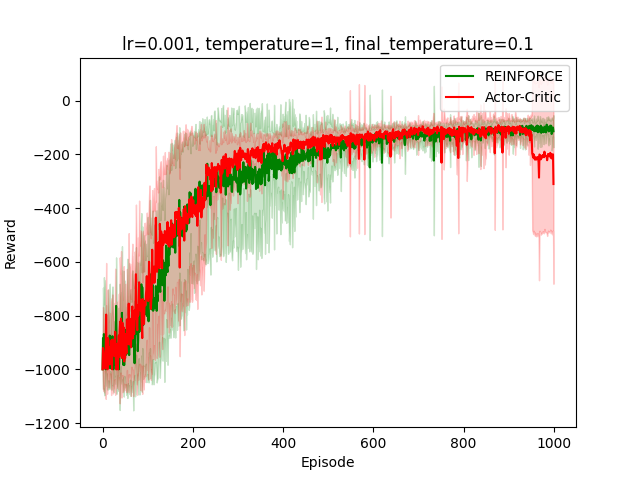 lr=0.001, temperature=1, final_temperature=0.1
REINFORCE
Actor-Critic
Reward
0
−200
−400
−600
−800
−1000
−1200
0 200 400 600 800 1000
Episode